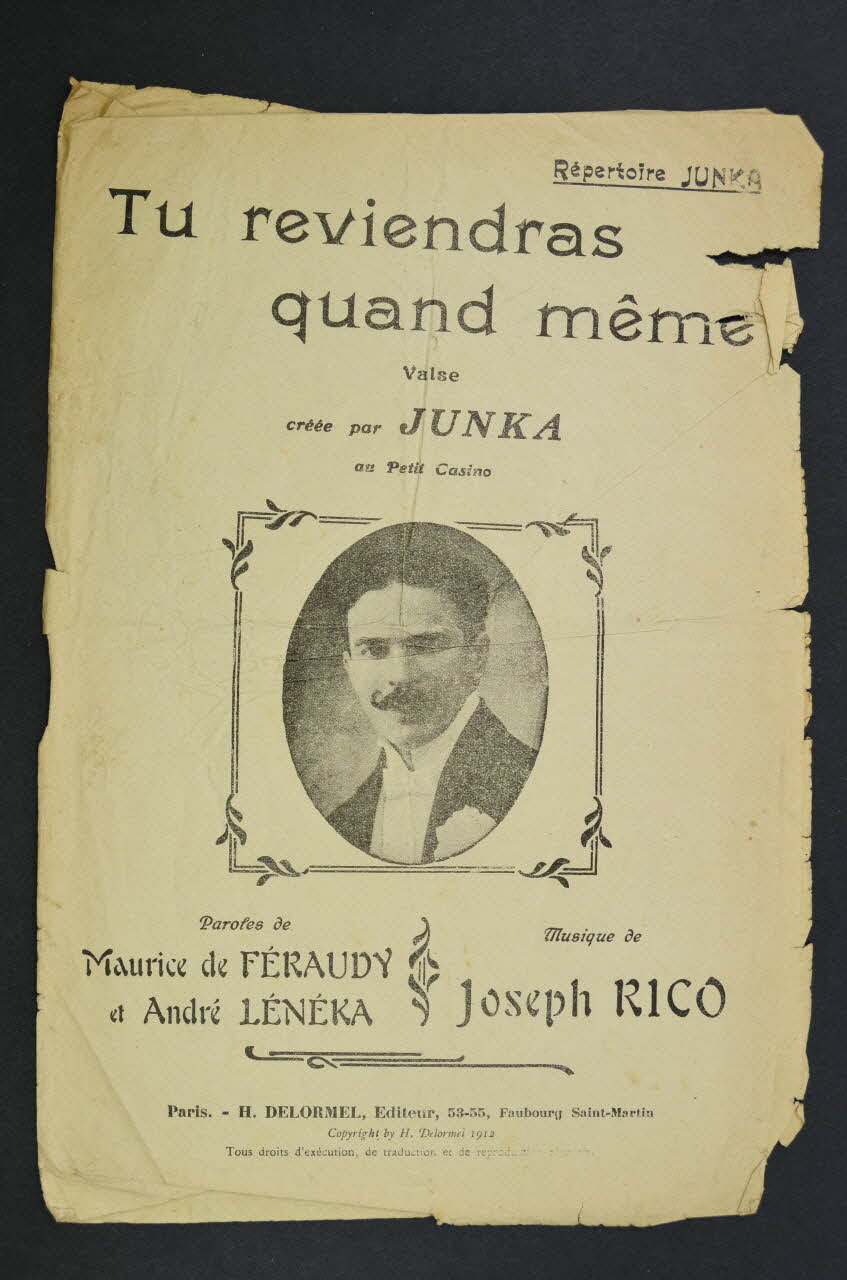 Répertoire JUNKA
Tu reviendras
quand même
Valse
créée par JUNKA
au Petit Casino
Paroles de
Maurice de FÉRAUDY
et André LÉNÉKA
Musique de
Joseph RICO
Paris. - H. DELORMEL, Editeur, 53-55, Faubourg Saint-Martin
Copyright by H. Delormel 1912
Tous droits d'exécution, de traduction et de